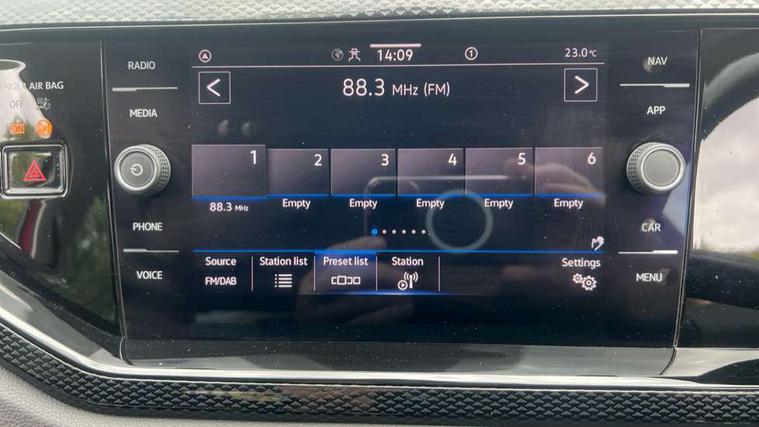 14:09
1
23.0°C
RADIO
NAV
88.3 MHz (FM)
AIR BAG
OFF
ON
MEDIA
APP
1 2 3 4 5 6
88.3 MHz Empty Empty Empty Empty Empty
PHONE
CAR
Source Station list Preset list Station Settings
FM/DAB
VOICE
MENU